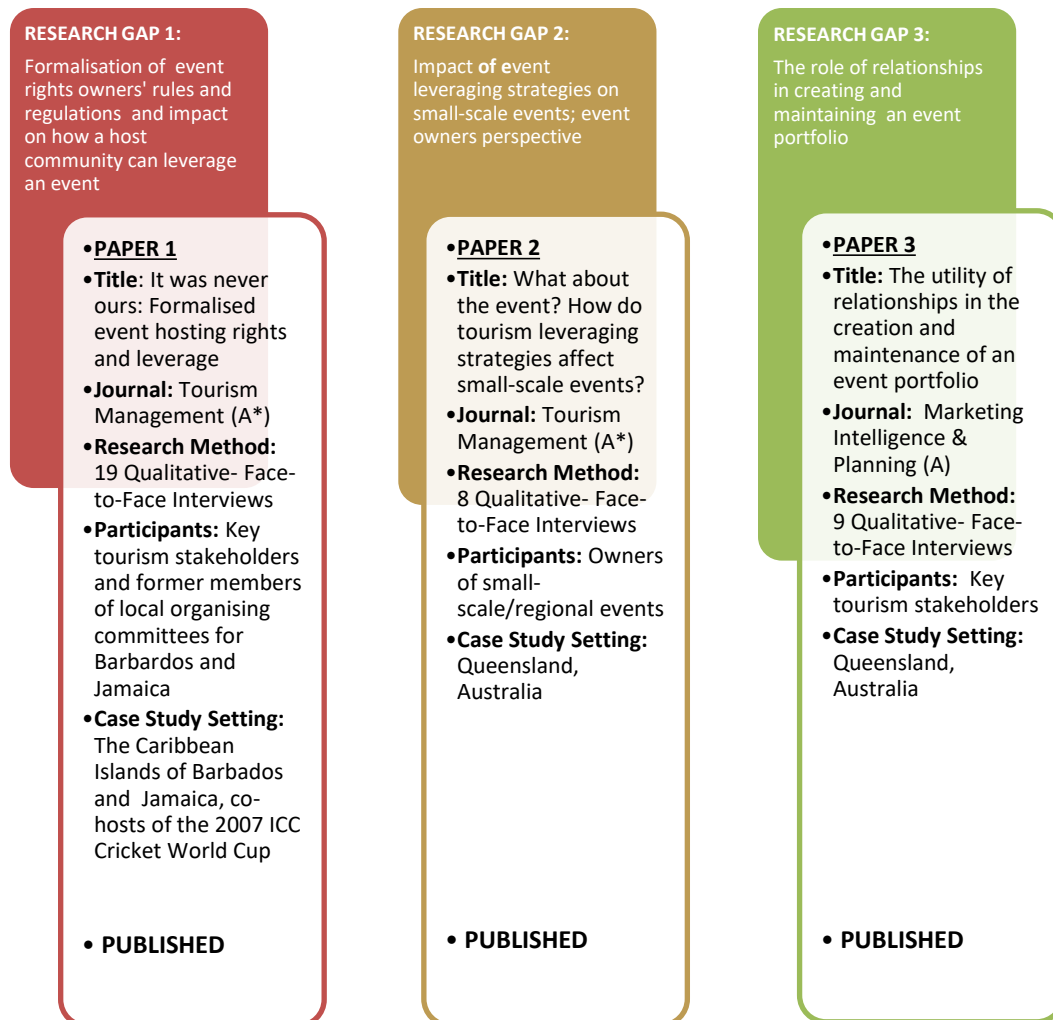 RESEARCH GAP 1:
Formalisation of event
rights owners' rules and
regulations and impact
on how a host
community can leverage
an event
•PAPER 1
•Title: It was never
ours: Formalised
event hosting rights
and leverage
•Journal: Tourism
Management (A*)
•Research Method:
19 Qualitative- Face-
to-Face Interviews
•Participants: Key
tourism stakeholders
and former members
of local organising
committees for
Barbardos and
Jamaica
•Case Study Setting:
The Caribbean
Islands of Barbados
and Jamaica, co-
hosts of the 2007 ICC
Cricket World Cup
• PUBLISHED
RESEARCH GAP 2:
Impact of event
leveraging strategies on
small-scale events; event
owners perspective
•PAPER 2
•Title: What about
the event? How do
tourism leveraging
strategies affect
small-scale events?
•Journal: Tourism
Management (A*)
•Research Method:
8 Qualitative- Face-
to-Face Interviews
•Participants: Owners
of small-
scale/regional events
•Case Study Setting:
Queensland,
Australia
• PUBLISHED
RESEARCH GAP 3:
The role of relationships
in creating and
maintaining an event
portfolio
•PAPER 3
•Title: The utility of
relationships in the
creation and
maintenance of an
event portfolio
•Journal: Marketing
Intelligence &
Planning (A)
•Research Method:
9 Qualitative- Face-
to-Face Interviews
•Participants: Key
tourism stakeholders
•Case Study Setting:
Queensland,
Australia
• PUBLISHED